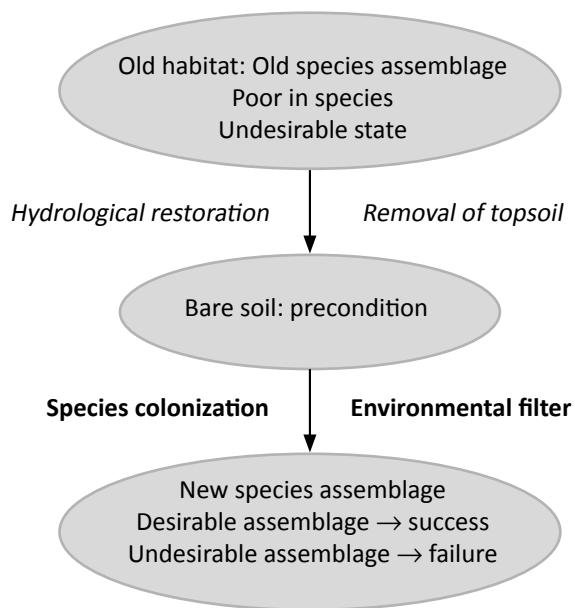 Old habitat: Old species assemblage
Poor in species
Undesirable state
Hydrological restoration
Removal of topsoil
Bare soil: precondition
Species colonization
Environmental filter
New species assemblage
Desirable assemblage → success
Undesirable assemblage → failure